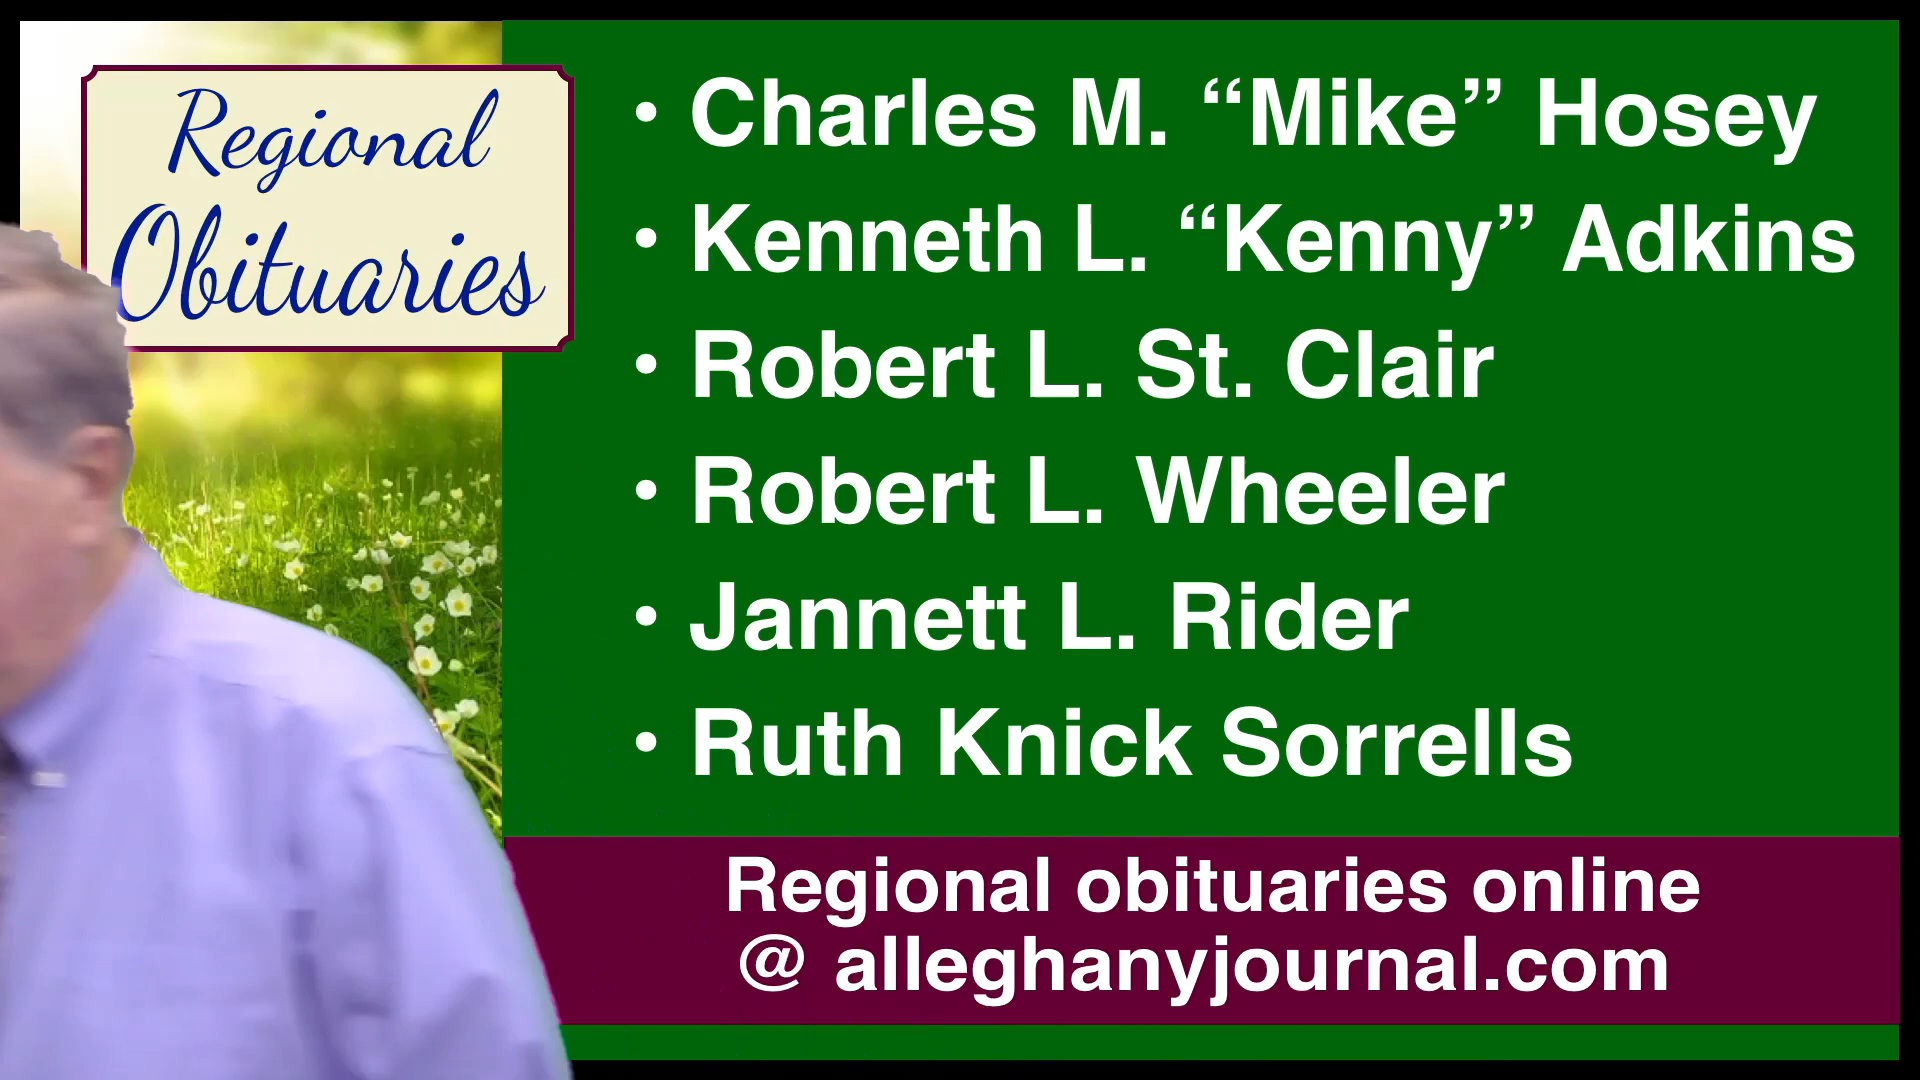 Regional
Obituaries
• Charles M. “Mike” Hosey
• Kenneth L. “Kenny” Adkins
• Robert L. St. Clair
• Robert L. Wheeler
• Jannett L. Rider
• Ruth Knick Sorrells
Regional obituaries online
@ alleghanyjournal.com